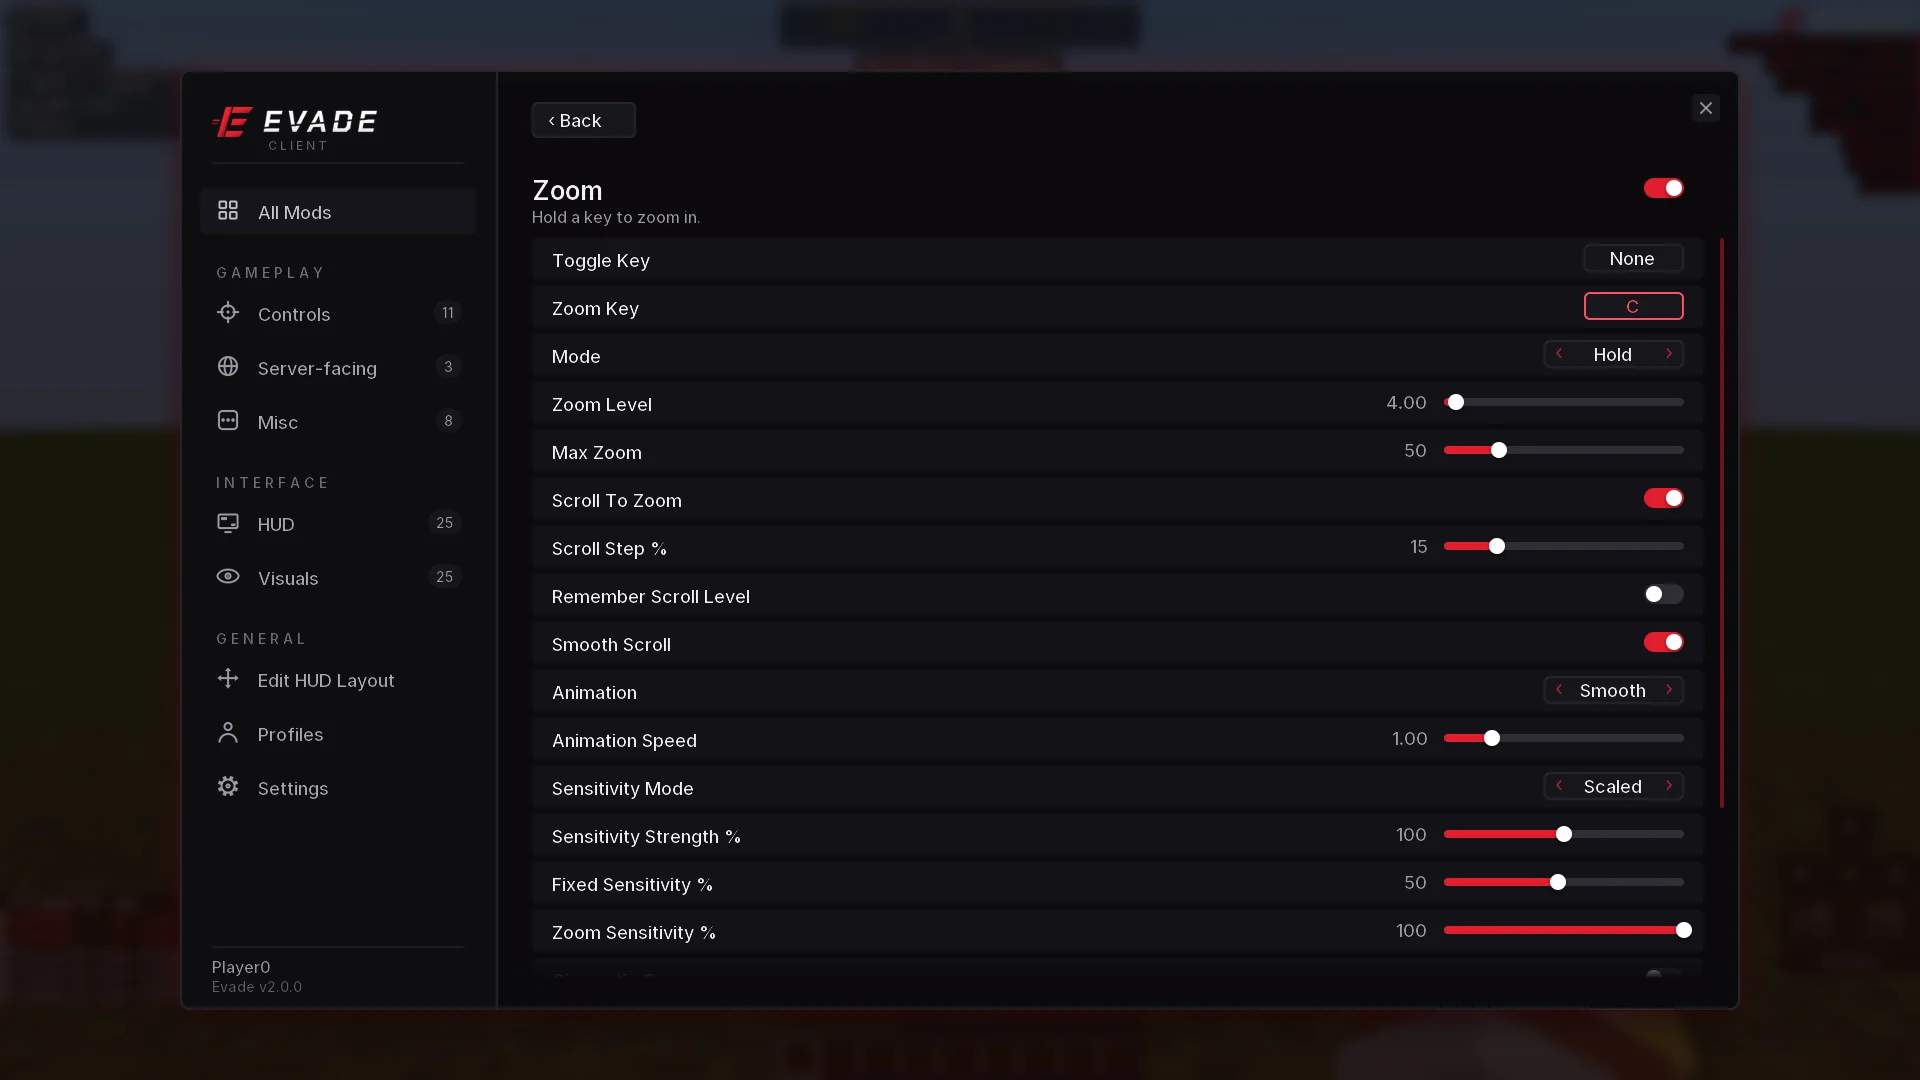 EVADE
CLIENT
All Mods
GAMEPLAY
Controls 11
Server-facing 3
Misc 8
INTERFACE
HUD 25
Visuals 25
GENERAL
Edit HUD Layout
Profiles
Settings
Player0
Evade v2.0.0
‹ Back
Zoom
Hold a key to zoom in.
Toggle Key None
Zoom Key C
Mode Hold
Zoom Level 4.00
Max Zoom 50
Scroll To Zoom
Scroll Step % 15
Remember Scroll Level
Smooth Scroll
Animation Smooth
Animation Speed 1.00
Sensitivity Mode Scaled
Sensitivity Strength % 100
Fixed Sensitivity % 50
Zoom Sensitivity % 100